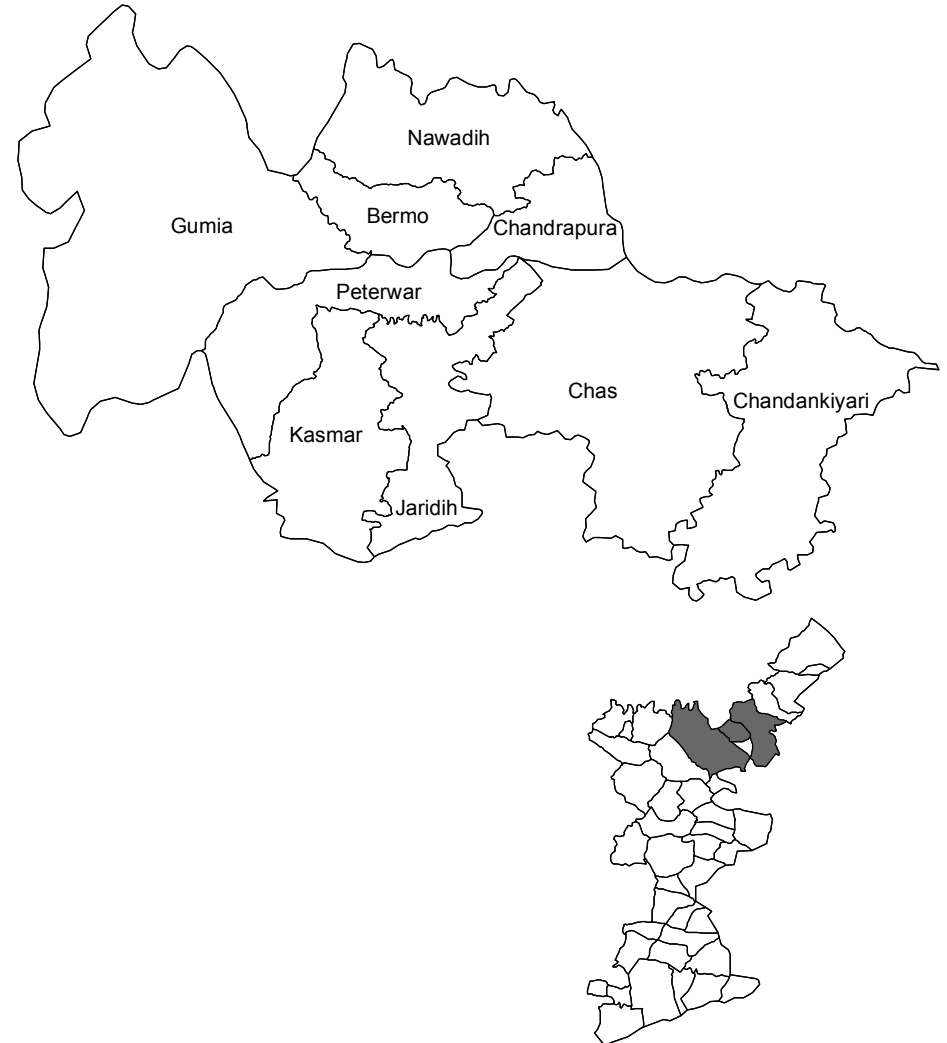 Nawadih
Bermo
Gumia
Chandrapura
Peterwar
Chas
Chandankiyari
Kasmar
Jaridih